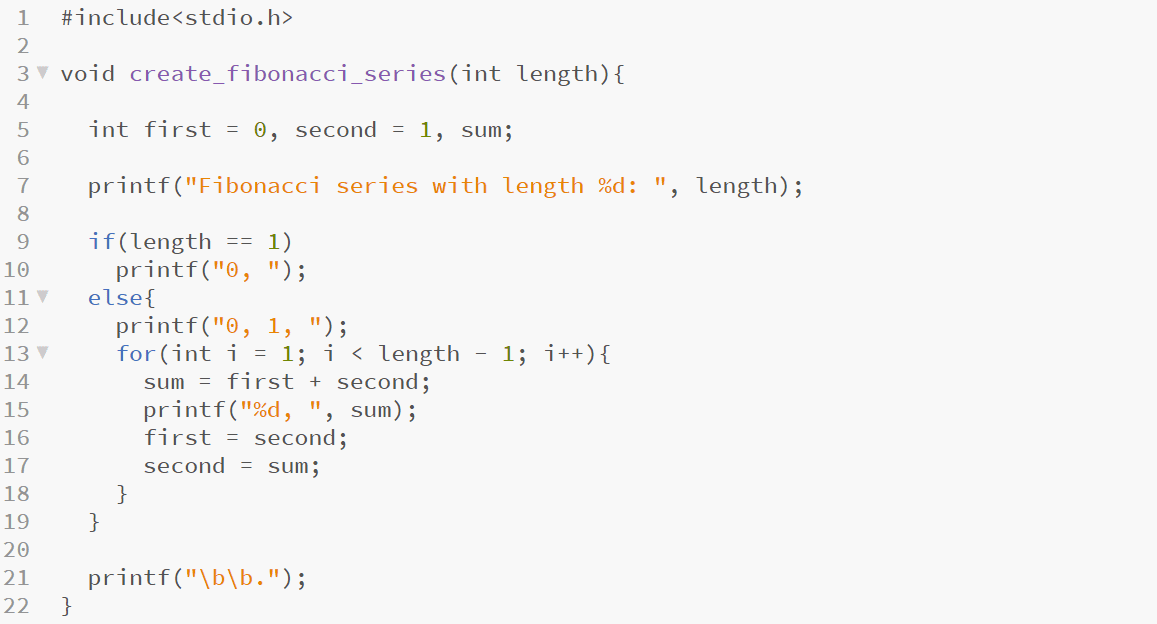 1 #include<stdio.h>
2
3 void create_fibonacci_series(int length){
4
5   int first = 0, second = 1, sum;
6
7   printf("Fibonacci series with length %d: ", length);
8
9   if(length == 1)
10     printf("0, ");
11   else{
12     printf("0, 1, ");
13     for(int i = 1; i < length - 1; i++){
14       sum = first + second;
15       printf("%d, ", sum);
16       first = second;
17       second = sum;
18     }
19   }
20
21   printf("\b\b.");
22 }